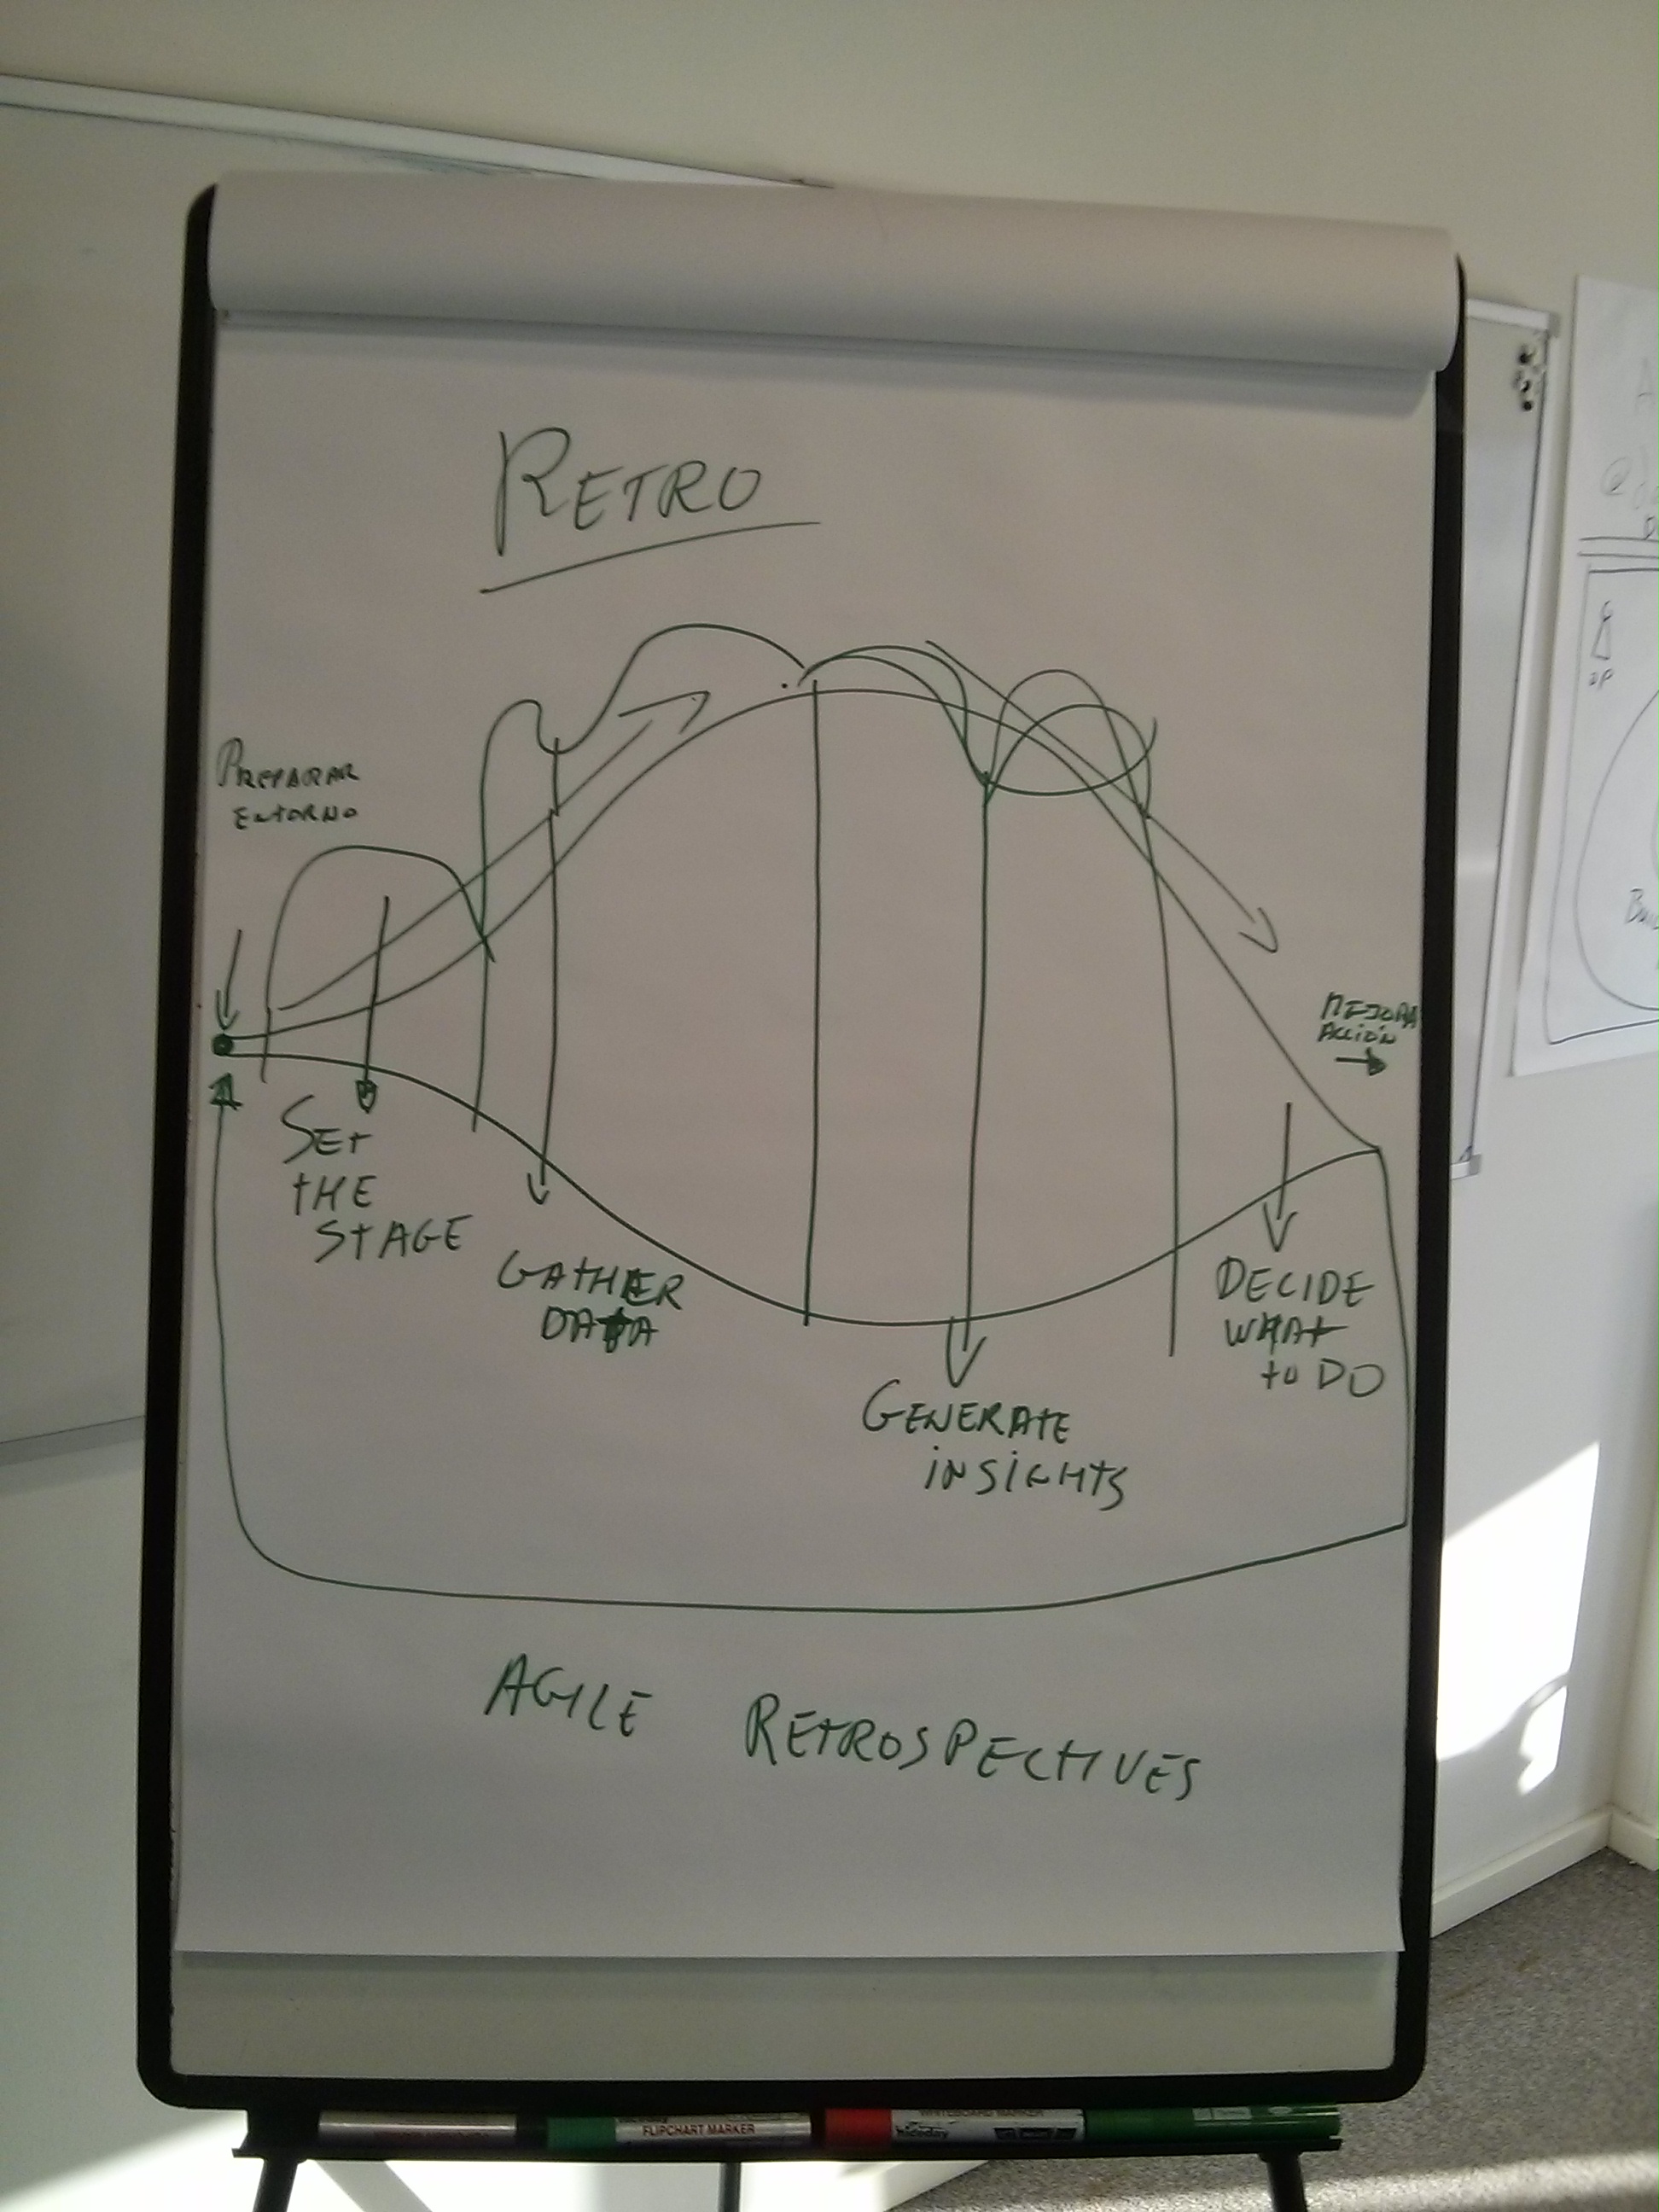 RETRO
PREPARAR
ENTORNO
MEJORA
ACCIÓN
SET
THE
STAGE
GATHER
DATA
GENERATE
INSIGHTS
DECIDE
WHAT
TO DO
AGILE RETROSPECTIVES
FLIPCHART MARKER
WHITEBOARD MARKER